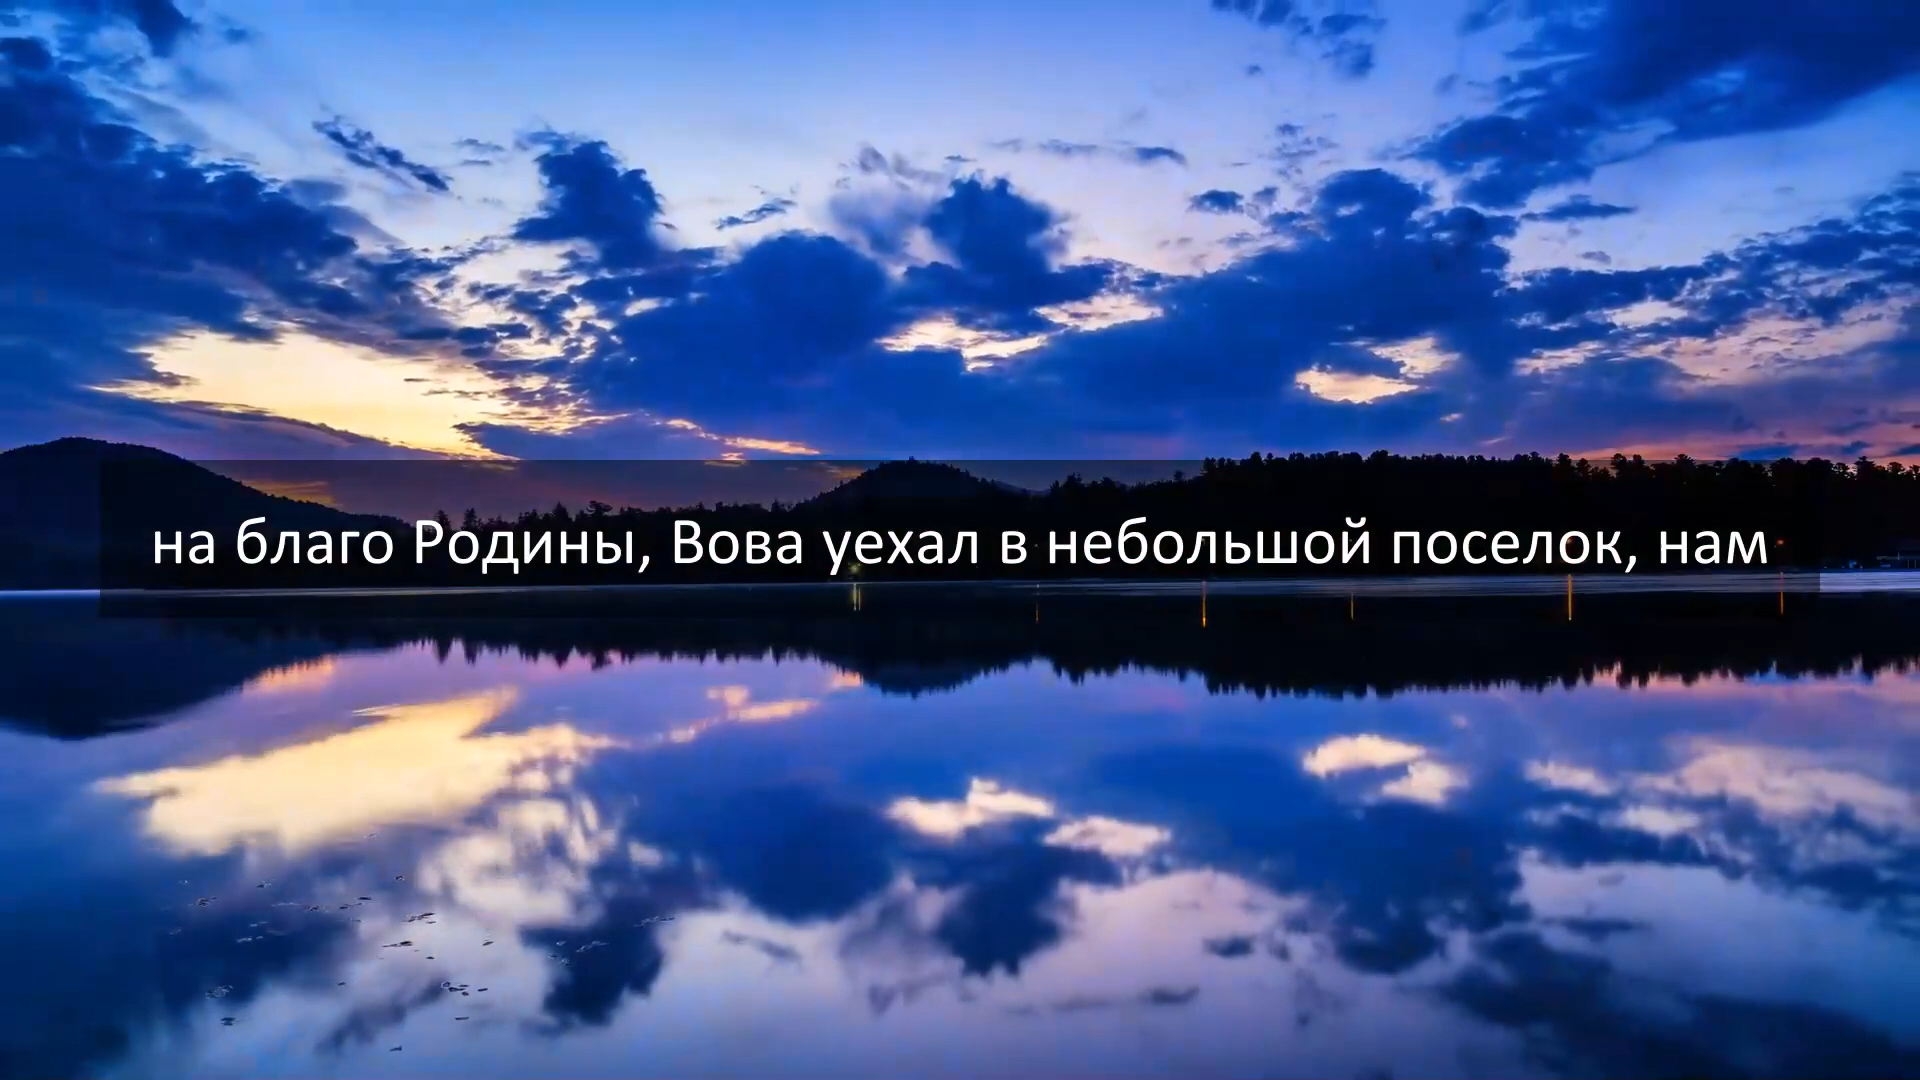 на благо Родины, Вова уехал в небольшой поселок, нам